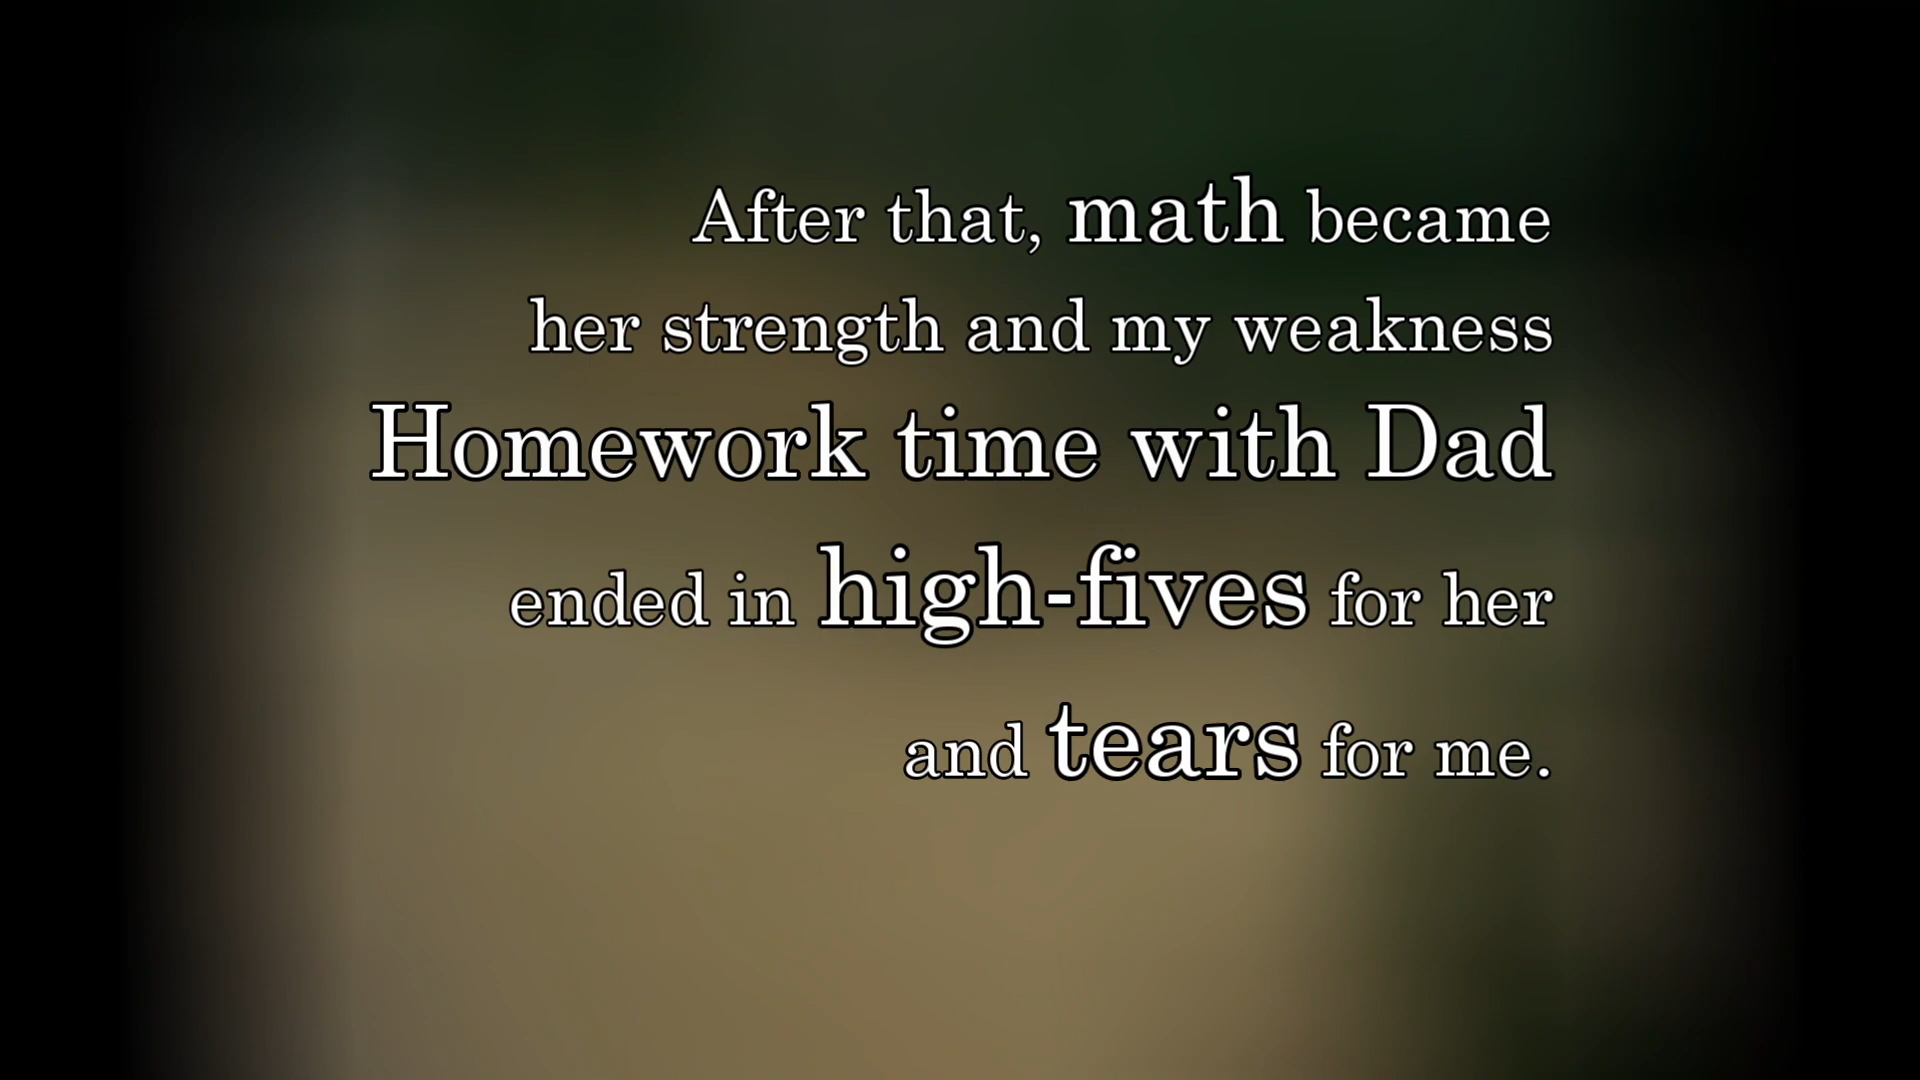 After that, math became
her strength and my weakness
Homework time with Dad
ended in high-fives for her
and tears for me.